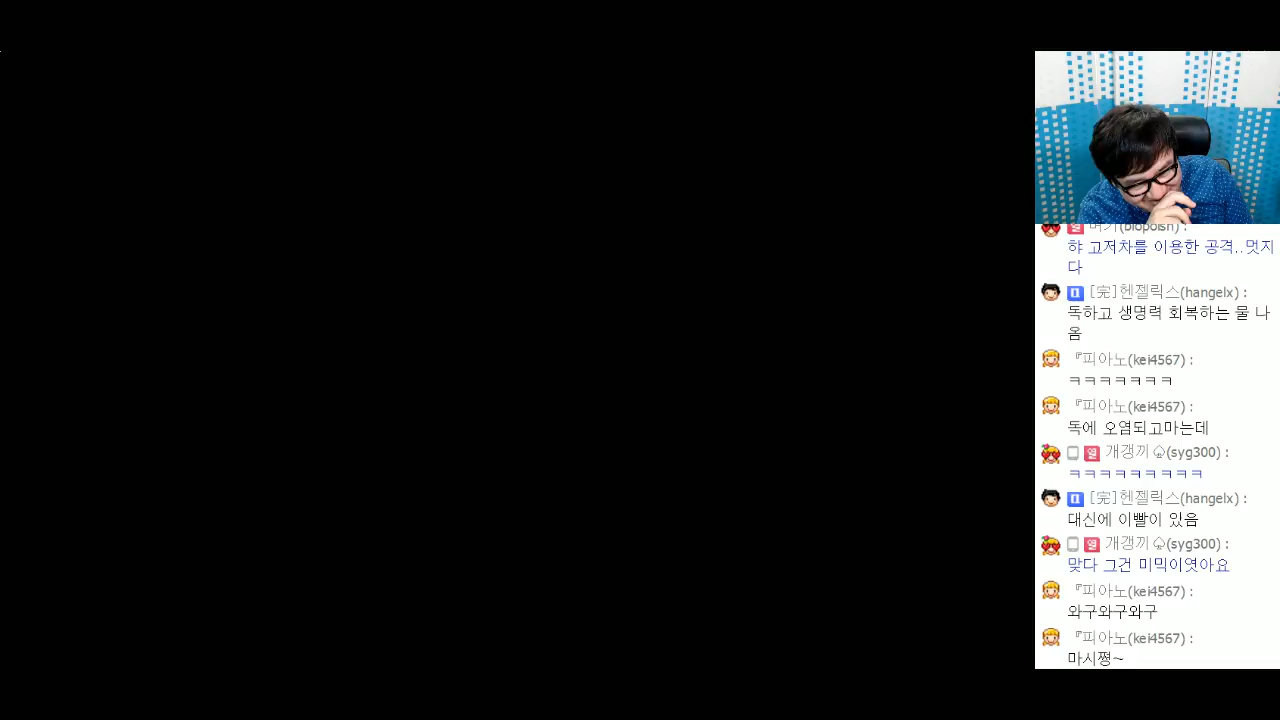 (biopoish) :
햐 고저차를 이용한 공격..멋지
다
[完]헨젤릭스(hangelx) :
독하고 생명력 회복하는 물 나
옴
『피아노(kei4567) :
ㅋㅋㅋㅋㅋㅋㅋ
『피아노(kei4567) :
독에 오염되고마는데
열 개갱끼♤(syg300) :
ㅋㅋㅋㅋㅋㅋㅋㅋㅋ
[完]헨젤릭스(hangelx) :
대신에 이빨이 있음
열 개갱끼♤(syg300) :
맞다 그건 미믹이엿아요
『피아노(kei4567) :
와구와구와구
『피아노(kei4567) :
마시쪙~